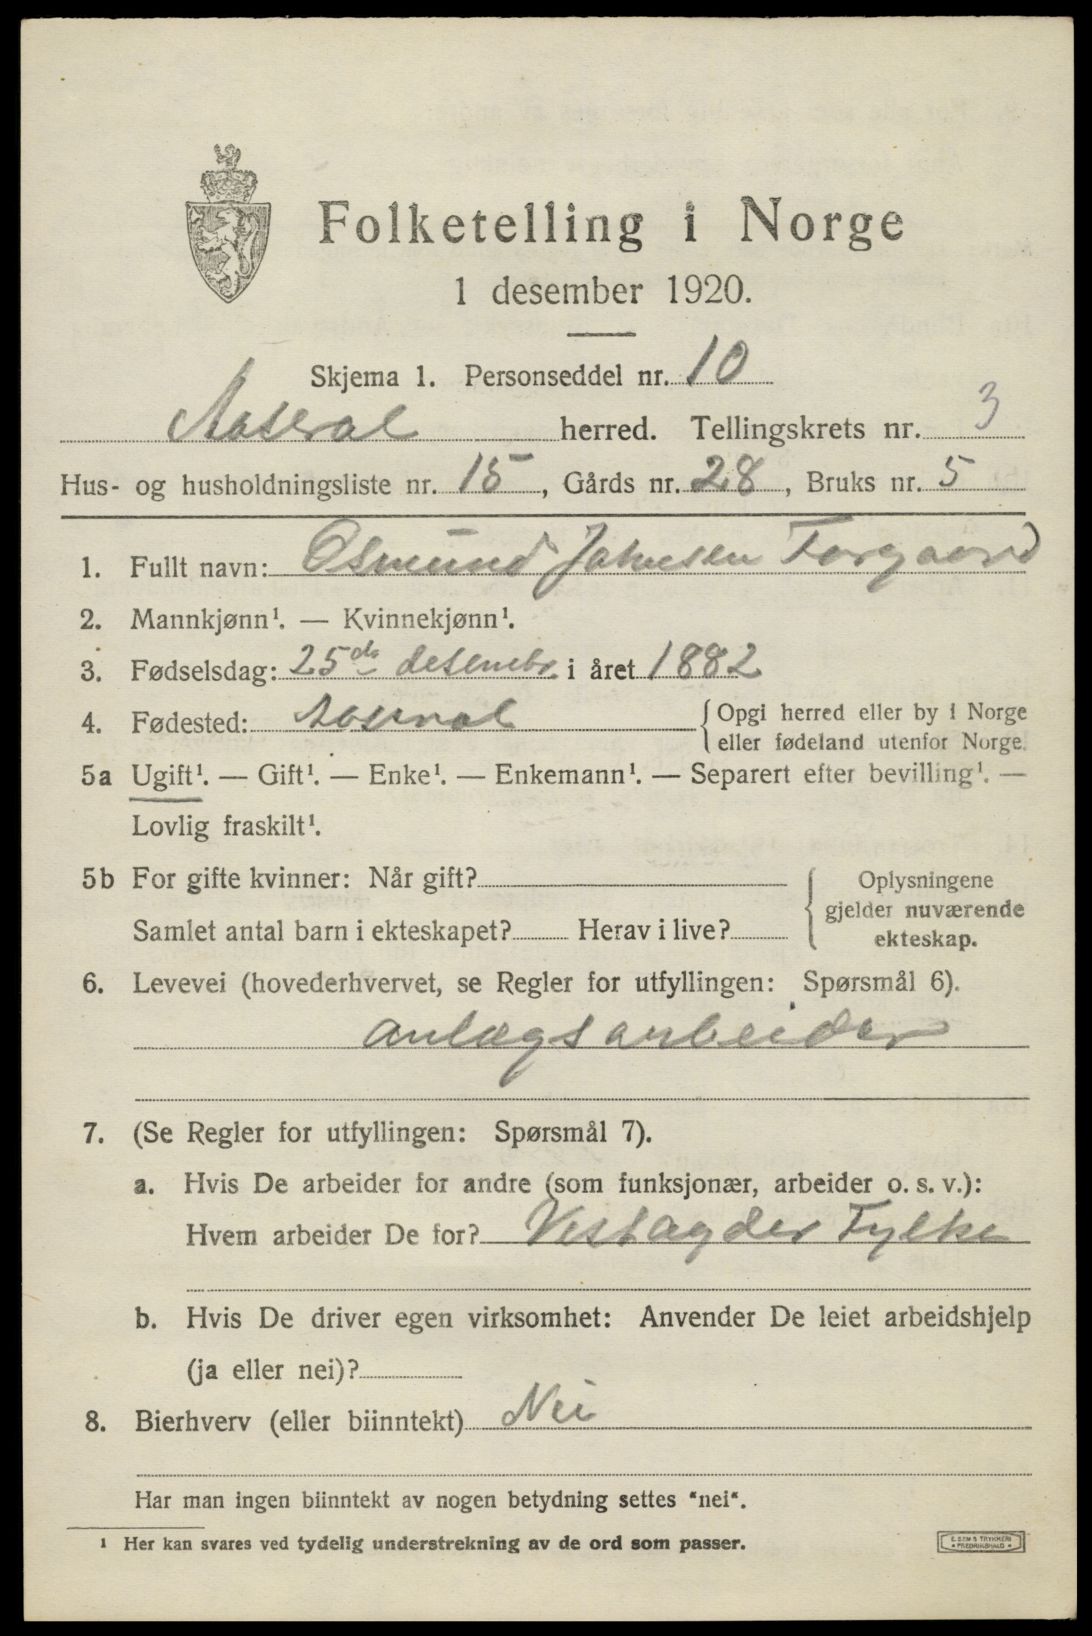 Folketelling i Norge
1 desember 1920.
Skjema 1. Personseddel nr. 10
Aaseral herred. Tellingskrets nr. 3
Hus- og husholdningsliste nr. 15, Gårds nr. 28, Bruks nr. 5
1. Fullt navn: Osmund Johnesen Torgaard
2. Mannkjønn¹. — Kvinnekjønn¹.
3. Fødselsdag: 25de desembr. i året 1882
4. Fødested: Aaseral {Opgi herred eller by i Norge
eller fødeland utenfor Norge.
5a Ugift¹. — Gift¹. — Enke¹. — Enkemann¹. — Separert efter bevilling¹. —
Lovlig fraskilt¹.
5b For gifte kvinner: Når gift?
Samlet antal barn i ekteskapet? Herav i live?
{Oplysningene
gjelder nuværende
ekteskap.
6. Levevei (hovederhvervet, se Regler for utfyllingen: Spørsmål 6).
anlægsarbeider
7. (Se Regler for utfyllingen: Spørsmål 7).
a. Hvis De arbeider for andre (som funksjonær, arbeider o. s. v.):
Hvem arbeider De for? Vestagder Fylke
b. Hvis De driver egen virksomhet: Anvender De leiet arbeidshjelp
(ja eller nei)?
8. Bierhverv (eller biinntekt) Nei
Har man ingen biinntekt av nogen betydning settes "nei".
¹ Her kan svares ved tydelig understrekning av de ord som passer.